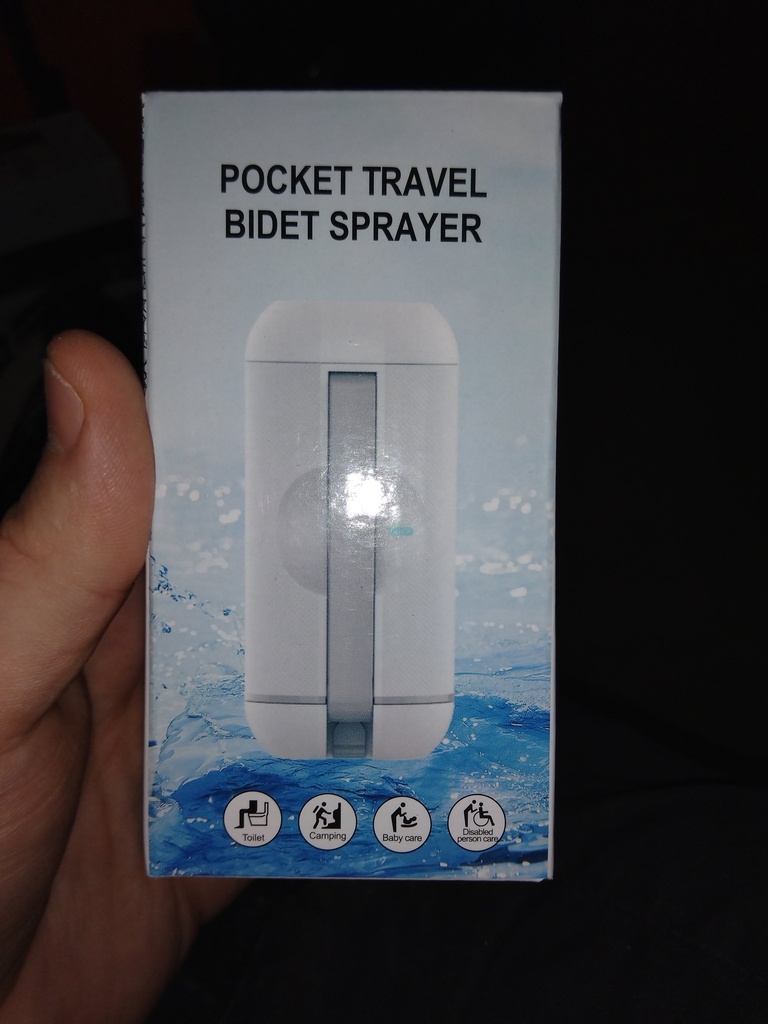 POCKET TRAVEL
BIDET SPRAYER
Toilet
Camping
Baby care
Disabled
person care